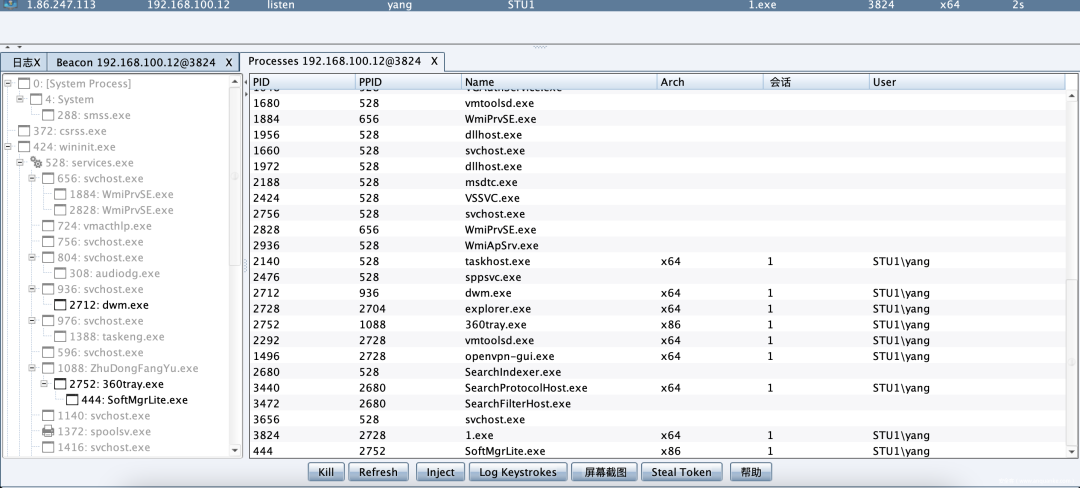 1.86.247.113 192.168.100.12 listen yang STU1 1.exe 3824 x64 2s
日志X Beacon 192.168.100.12@3824 X Processes 192.168.100.12@3824 X
0: [System Process]
4: System
288: smss.exe
372: csrss.exe
424: wininit.exe
528: services.exe
656: svchost.exe
1884: WmiPrvSE.exe
2828: WmiPrvSE.exe
724: vmacthlp.exe
756: svchost.exe
804: svchost.exe
308: audiodg.exe
936: svchost.exe
2712: dwm.exe
976: svchost.exe
1388: taskeng.exe
596: svchost.exe
1088: ZhuDongFangYu.exe
2752: 360tray.exe
444: SoftMgrLite.exe
1140: svchost.exe
1372: spoolsv.exe
1416: svchost.exe
PID PPID Name Arch 会话 User
1680 528 vmtoolsd.exe
1884 656 WmiPrvSE.exe
1956 528 dllhost.exe
1660 528 svchost.exe
1972 528 dllhost.exe
2188 528 msdtc.exe
2424 528 VSSVC.exe
2756 528 svchost.exe
2828 656 WmiPrvSE.exe
2936 528 WmiApSrv.exe
2140 528 taskhost.exe x64 1 STU1\yang
2476 528 sppsvc.exe
2712 936 dwm.exe x64 1 STU1\yang
2728 2704 explorer.exe x64 1 STU1\yang
2752 1088 360tray.exe x86 1 STU1\yang
2292 2728 vmtoolsd.exe x64 1 STU1\yang
1496 2728 openvpn-gui.exe x64 1 STU1\yang
2680 528 SearchIndexer.exe
3440 2680 SearchProtocolHost.exe x64 1 STU1\yang
3472 2680 SearchFilterHost.exe
3656 528 svchost.exe
3824 2728 1.exe x64 1 STU1\yang
444 2752 SoftMgrLite.exe x86 1 STU1\yang
Kill Refresh Inject Log Keystrokes 屏幕截图 Steal Token 帮助